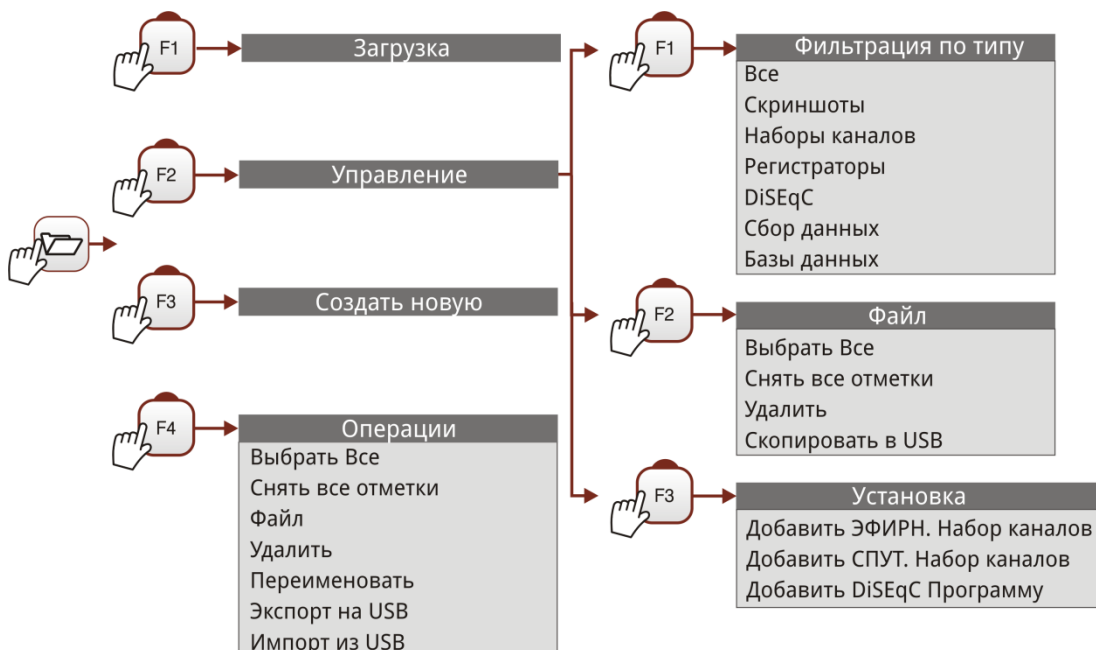 F1
Загрузка
F2
Управление
F3
Создать новую
F4
Операции
Выбрать Все
Снять все отметки
Файл
Удалить
Переименовать
Экспорт на USB
Импорт из USB
F1
Фильтрация по типу
Все
Скриншоты
Наборы каналов
Регистраторы
DiSEqC
Сбор данных
Базы данных
F2
Файл
Выбрать Все
Снять все отметки
Удалить
Скопировать в USB
F3
Установка
Добавить ЭФИРН. Набор каналов
Добавить СПУТ. Набор каналов
Добавить DiSEqC Программу